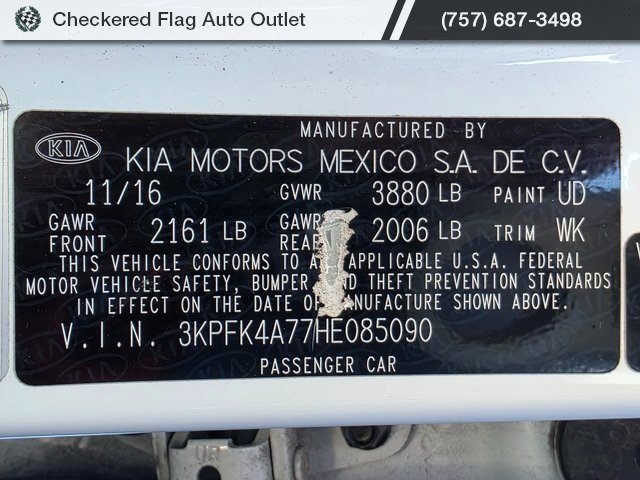 Checkered Flag Auto Outlet
(757) 687-3498
MANUFACTURED BY
KIA KIA MOTORS MEXICO S.A. DE C.V.
11/16 GVWR 3880 LB PAINT UD
GAWR FRONT 2161 LB GAWR REAR 2006 LB TRIM WK
THIS VEHICLE CONFORMS TO APPLICABLE U.S.A. FEDERAL
MOTOR VEHICLE SAFETY, BUMPER THEFT PREVENTION STANDARDS
IN EFFECT ON THE DATE OF MANUFACTURE SHOWN ABOVE.
V.I.N. 3KPFK4A77HE085090
PASSENGER CAR